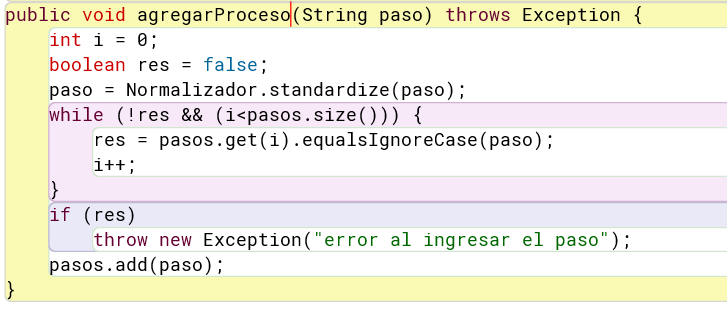 public void agregarProceso(String paso) throws Exception {
int i = 0;
boolean res = false;
paso = Normalizador.standardize(paso);
while (!res && (i<pasos.size())) {
res = pasos.get(i).equalsIgnoreCase(paso);
i++;
}
if (res)
throw new Exception("error al ingresar el paso");
pasos.add(paso);
}